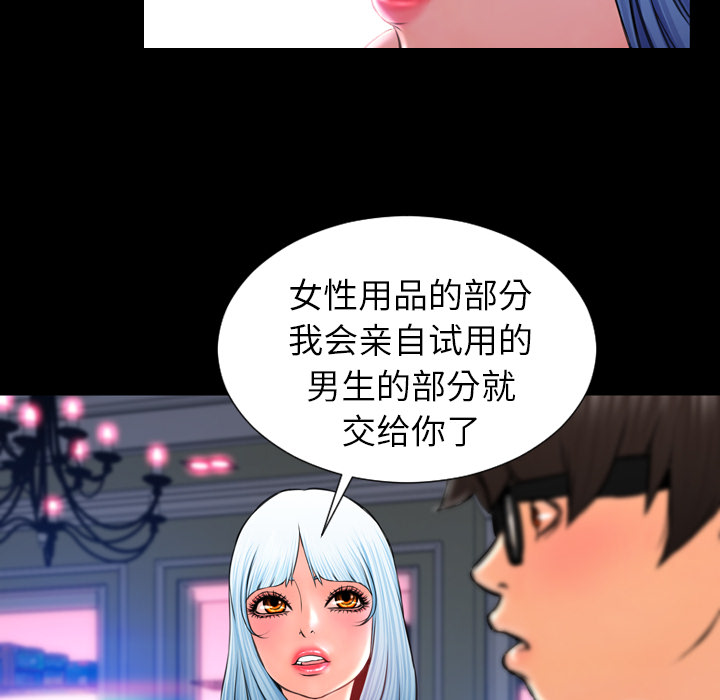 女性用品的部分
我会亲自试用的
男生的部分就
交给你了